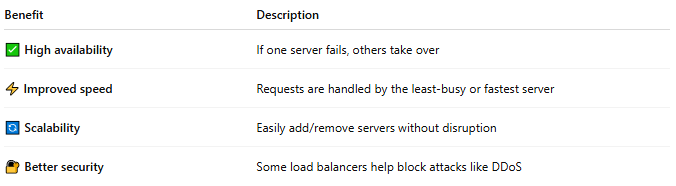 Benefit Description
✅ High availability If one server fails, others take over
⚡ Improved speed Requests are handled by the least-busy or fastest server
🔄 Scalability Easily add/remove servers without disruption
🔐 Better security Some load balancers help block attacks like DDoS